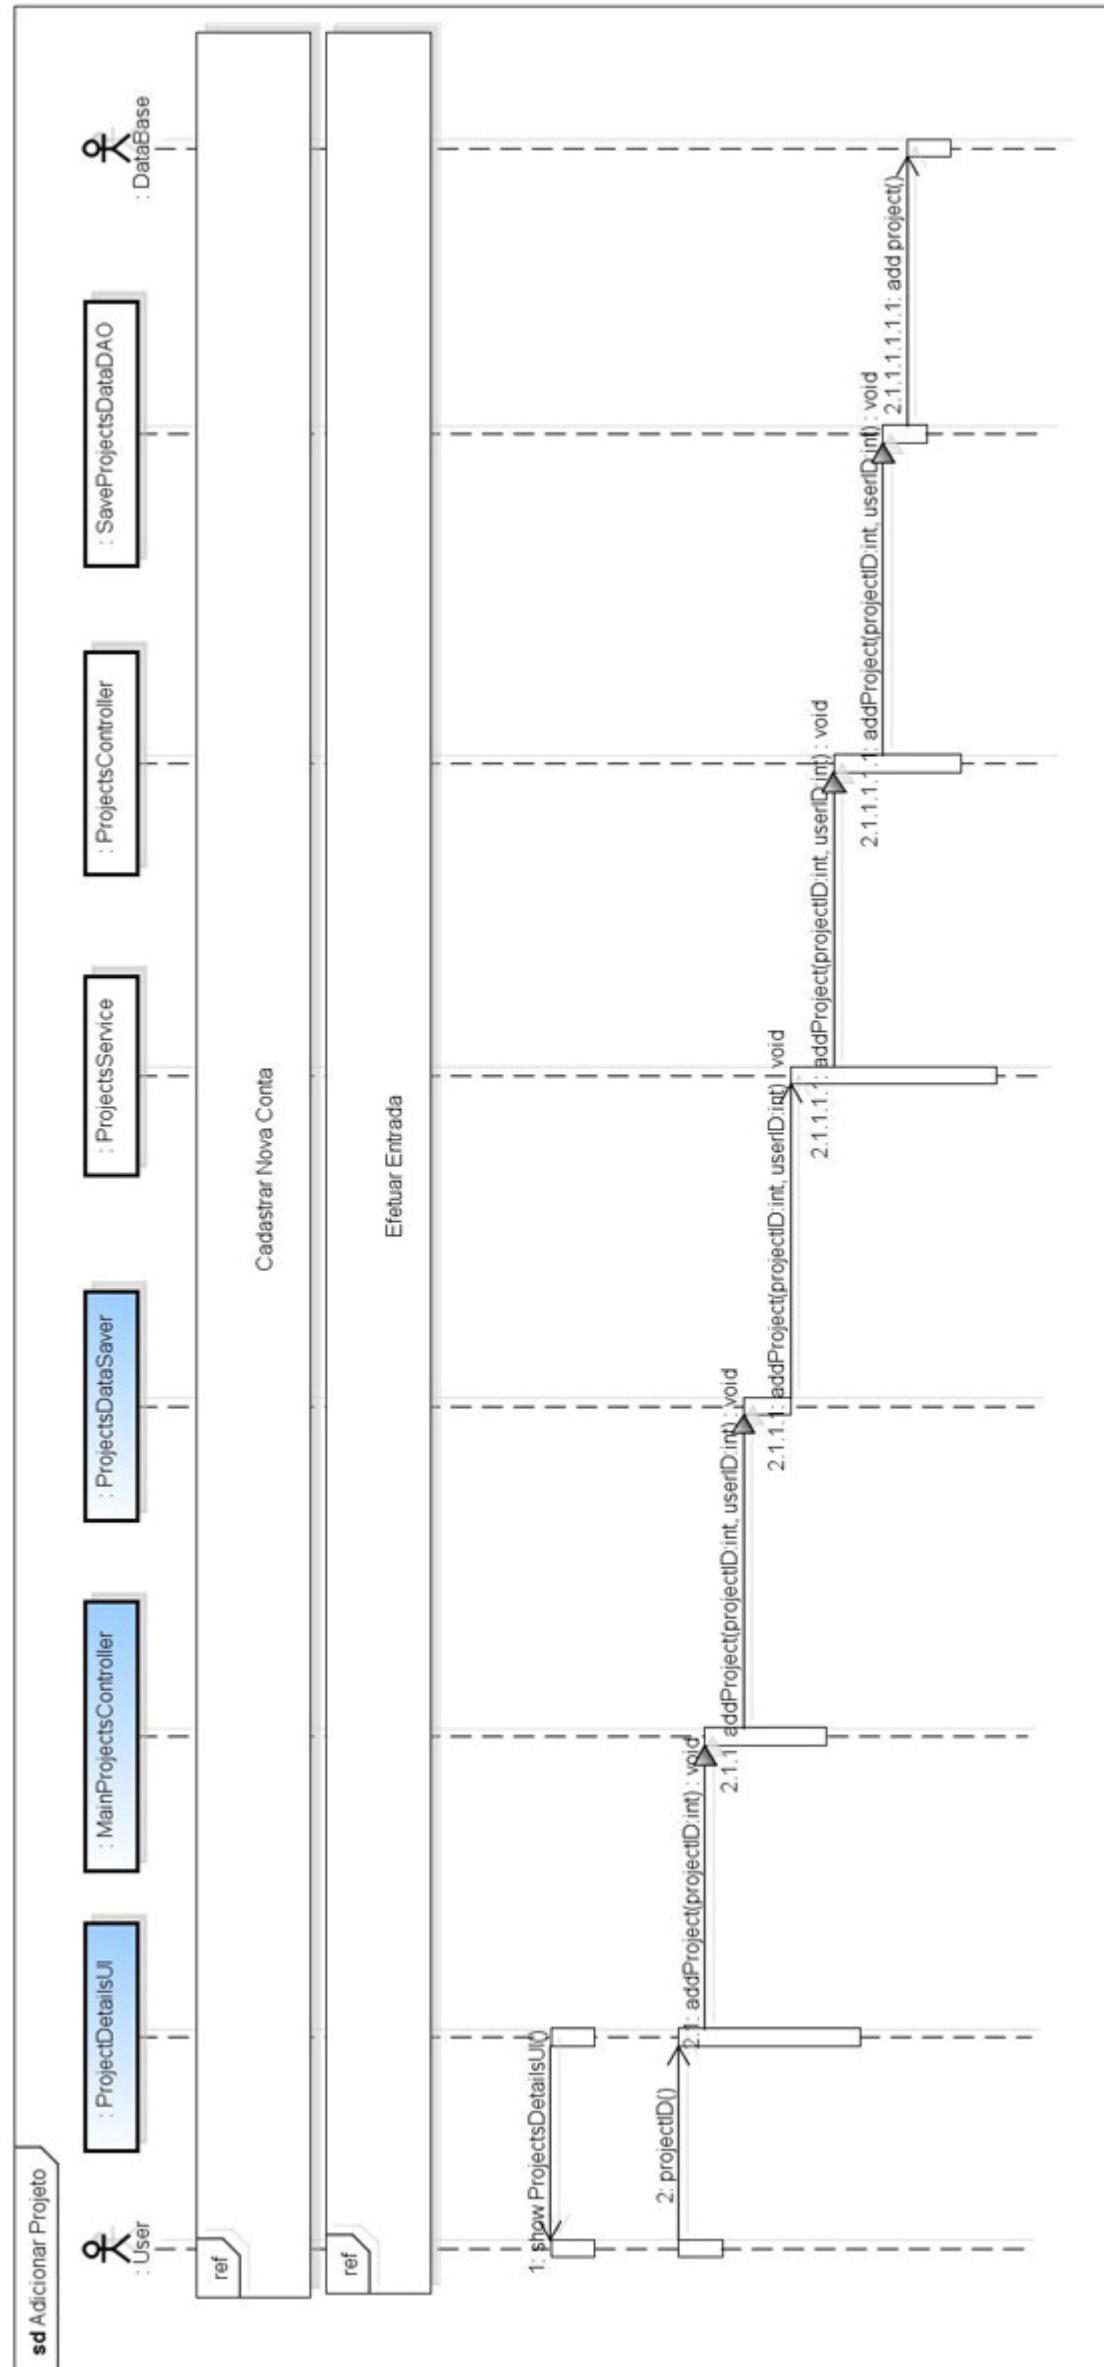 sd Adicionar Projeto
: User
: ProjectDetailsUI
: MainProjectsController
: ProjectsDataSaver
: ProjectsService
: ProjectsController
: SaveProjectsDataDAO
: DataBase
ref
Cadastrar Nova Conta
ref
Efetuar Entrada
1: show ProjectsDetailsUI()
2: projectID()
2.1: addProject(projectID:int) : void
2.1.1: addProject(projectID:int, userID:int) : void
2.1.1.1: addProject(projectID:int, userID:int) : void
2.1.1.1.1: addProject(projectID:int, userID:int) : void
2.1.1.1.1.1: addProject(projectID:int, userID:int) : void
2.1.1.1.1.1.1: add project()